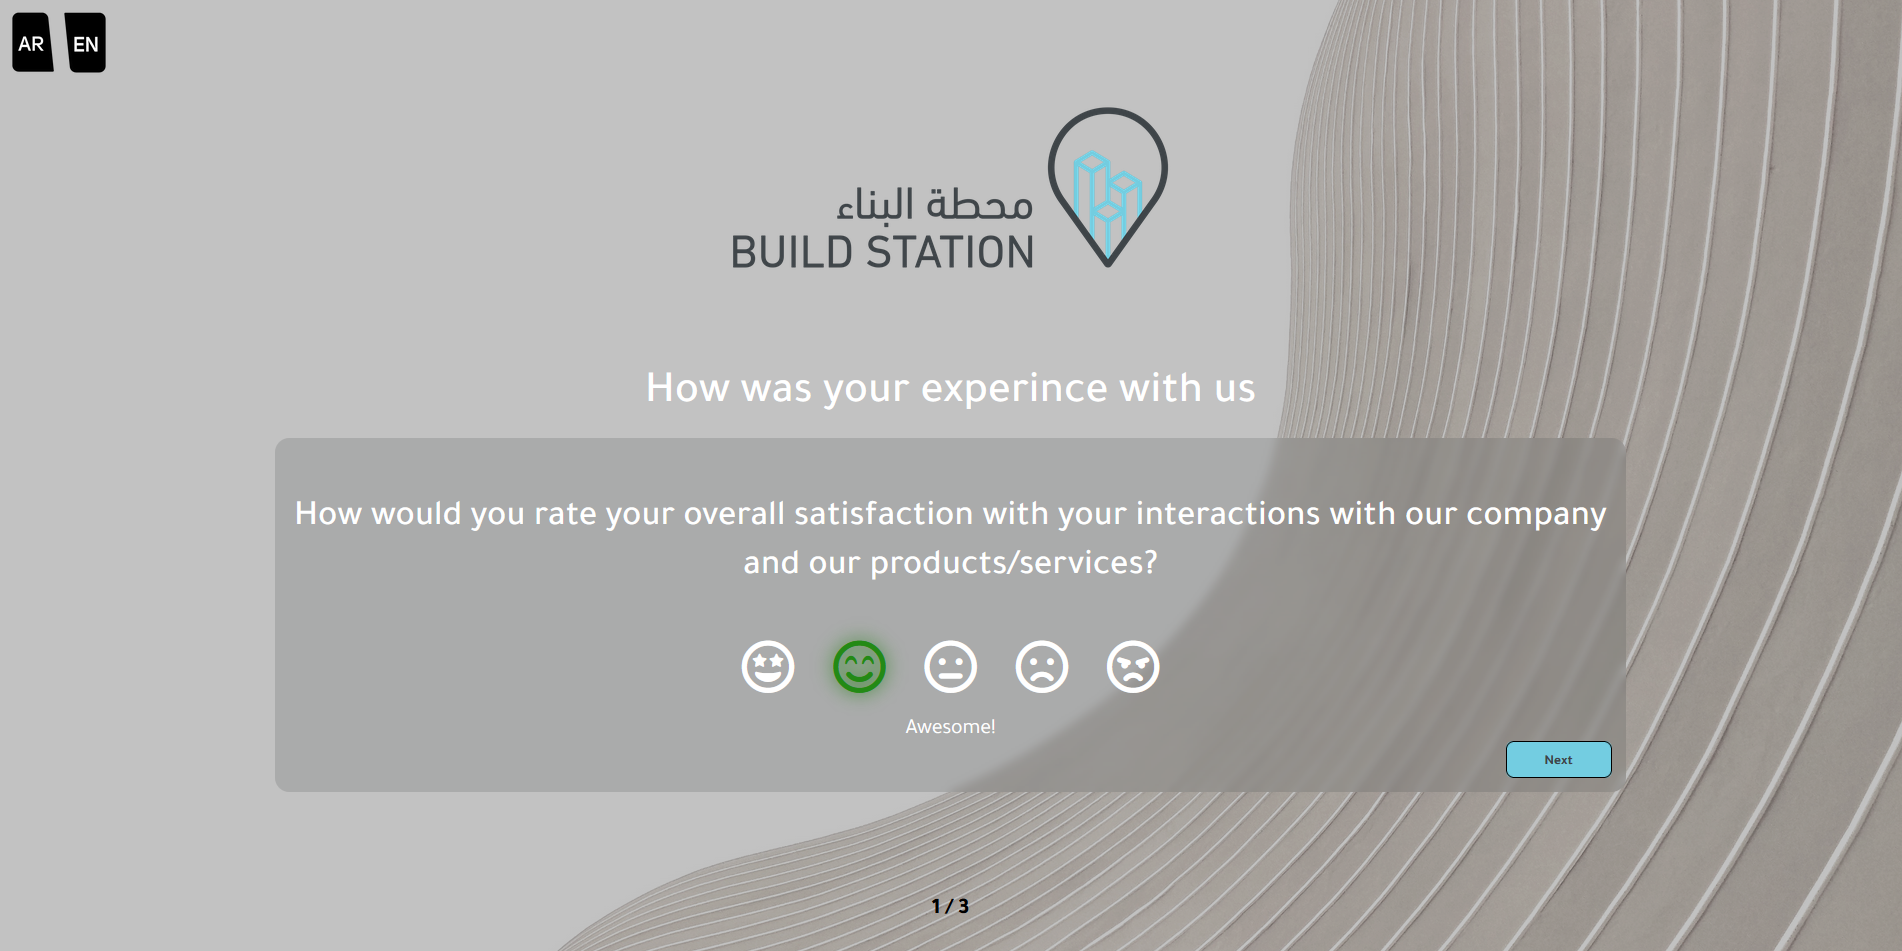 AR
EN
محطة البناء
BUILD STATION
How was your experince with us
How would you rate your overall satisfaction with your interactions with our company
and our products/services?
Awesome!
Next
1 / 3